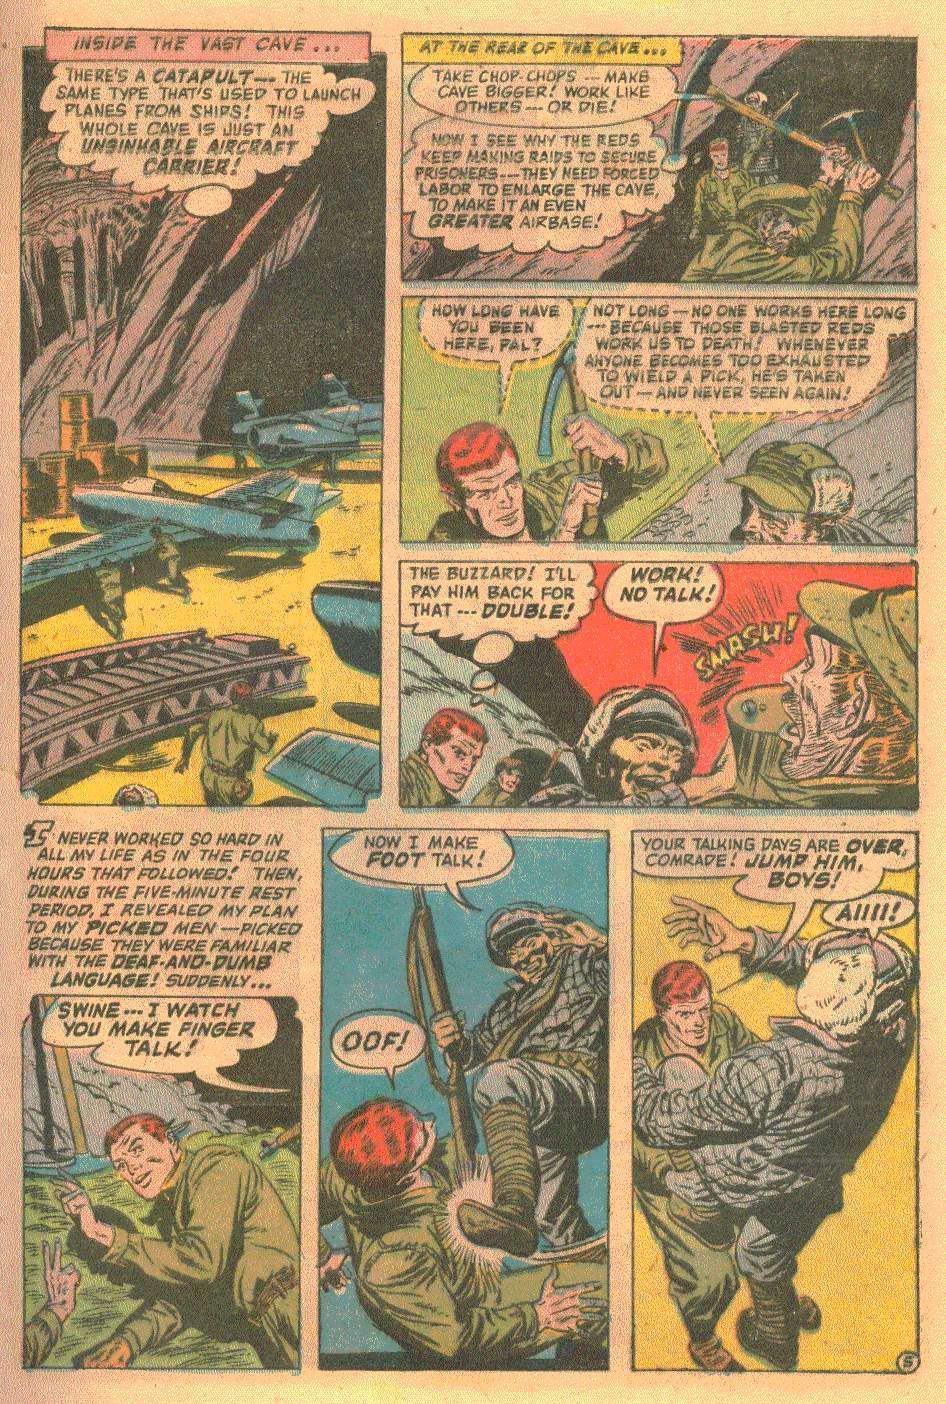 INSIDE THE VAST CAVE...
THERE'S A CATAPULT--THE
SAME TYPE THAT'S USED TO LAUNCH
PLANES FROM SHIPS! THIS
WHOLE CAVE IS JUST AN
UNSINKABLE AIRCRAFT
CARRIER!
AT THE REAR OF THE CAVE...
TAKE CHOP-CHOPS -- MAKE
CAVE BIGGER! WORK LIKE
OTHERS -- OR DIE!
NOW I SEE WHY THE REDS
KEEP MAKING RAIDS TO SECURE
PRISONERS---THEY NEED FORCED
LABOR TO ENLARGE THE CAVE,
TO MAKE IT AN EVEN
GREATER AIRBASE!
HOW LONG HAVE
YOU BEEN
HERE, PAL?
NOT LONG -- NO ONE WORKS HERE LONG
--- BECAUSE THOSE BLASTED REDS
WORK US TO DEATH! WHENEVER
ANYONE BECOMES TOO EXHAUSTED
TO WIELD A PICK, HE'S TAKEN
OUT -- AND NEVER SEEN AGAIN!
THE BUZZARD! I'LL
PAY HIM BACK FOR
THAT --- DOUBLE!
WORK!
NO TALK!
SMASH!
I NEVER WORKED SO HARD IN
ALL MY LIFE AS IN THE FOUR
HOURS THAT FOLLOWED! THEN,
DURING THE FIVE-MINUTE REST
PERIOD, I REVEALED MY PLAN
TO MY PICKED MEN--PICKED
BECAUSE THEY WERE FAMILIAR
WITH THE DEAF-AND-DUMB
LANGUAGE! SUDDENLY...
SWINE --- I WATCH
YOU MAKE FINGER
TALK!
NOW I MAKE
FOOT TALK!
OOF!
YOUR TALKING DAYS ARE OVER,
COMRADE! JUMP HIM,
BOYS!
AIIII!
5